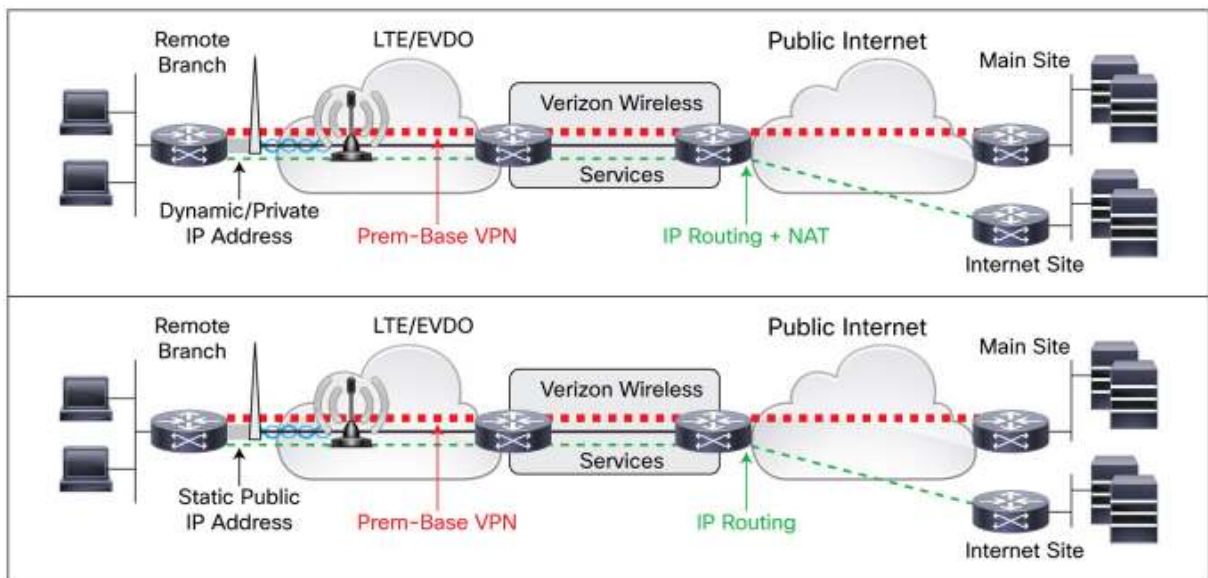 Remote
Branch
LTE/EVDO
Public Internet
Main Site
Verizon Wireless
Services
Dynamic/Private
IP Address
Prem-Base VPN
IP Routing + NAT
Internet Site
Remote
Branch
LTE/EVDO
Public Internet
Main Site
Verizon Wireless
Services
Static Public
IP Address
Prem-Base VPN
IP Routing
Internet Site